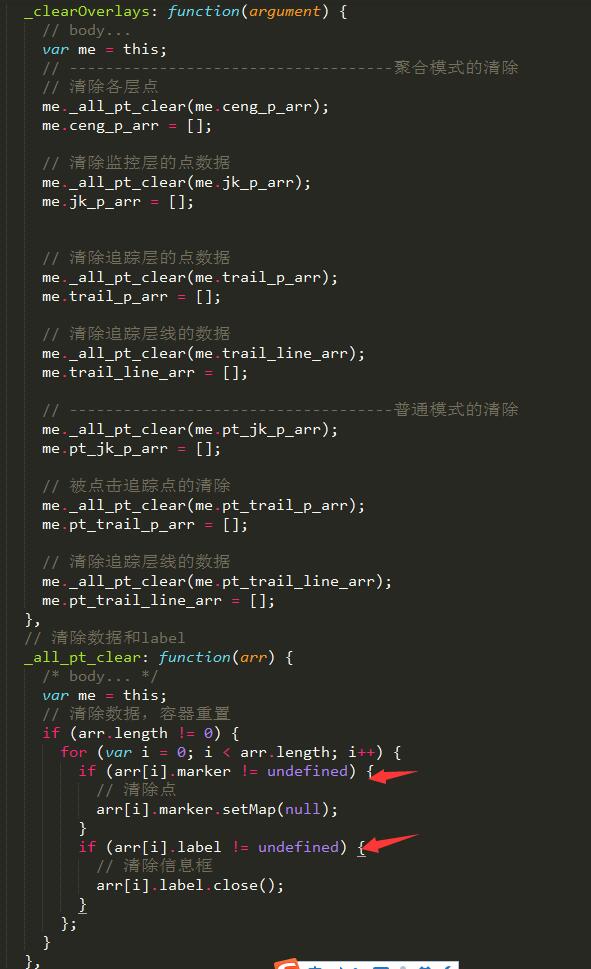 _clearOverlays: function(argument) {
// body...
var me = this;
// ------------------------------------聚合模式的清除
// 清除各层点
me._all_pt_clear(me.ceng_p_arr);
me.ceng_p_arr = [];
// 清除监控层的点数据
me._all_pt_clear(me.jk_p_arr);
me.jk_p_arr = [];
// 清除追踪层的点数据
me._all_pt_clear(me.trail_p_arr);
me.trail_p_arr = [];
// 清除追踪层线的数据
me._all_pt_clear(me.trail_line_arr);
me.trail_line_arr = [];
// ------------------------------------普通模式的清除
me._all_pt_clear(me.pt_jk_p_arr);
me.pt_jk_p_arr = [];
// 被点击追踪点的清除
me._all_pt_clear(me.pt_trail_p_arr);
me.pt_trail_p_arr = [];
// 清除追踪层线的数据
me._all_pt_clear(me.pt_trail_line_arr);
me.pt_trail_line_arr = [];
},
// 清除数据和label
_all_pt_clear: function(arr) {
/* body... */
var me = this;
// 清除数据，容器重置
if (arr.length != 0) {
for (var i = 0; i < arr.length; i++) {
if (arr[i].marker != undefined) {
// 清除点
arr[i].marker.setMap(null);
}
if (arr[i].label != undefined) {
// 清除信息框
arr[i].label.close();
}
};
}
},